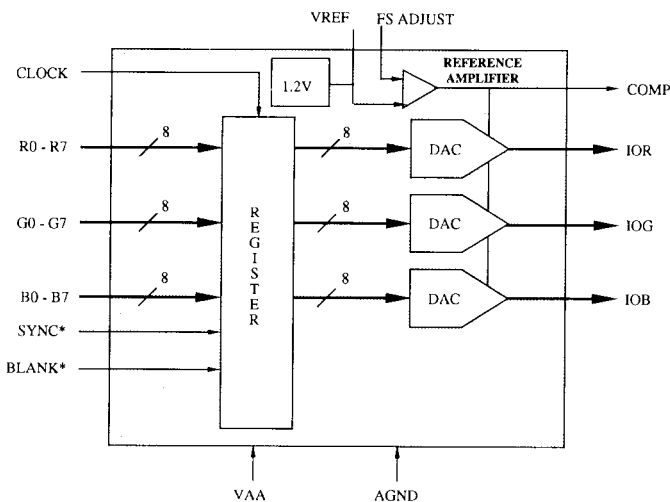 VREF FS ADJUST
CLOCK
1.2V
REFERENCE
AMPLIFIER
COMP
R0 - R7
8
8
DAC
IOR
G0 - G7
8
8
DAC
IOG
REGISTER
B0 - B7
8
8
DAC
IOB
SYNC*
BLANK*
VAA
AGND